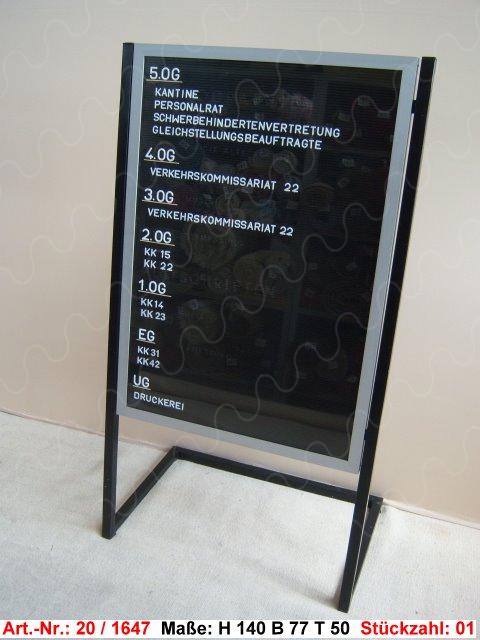 5.OG
KANTINE
PERSONALRAT
SCHWERBEHINDERTENVERTRETUNG
GLEICHSTELLUNGSBEAUFTRAGTE
4.OG
VERKEHRSKOMMISSARIAT 22
3.OG
VERKEHRSKOMMISSARIAT 22
2.OG
KK 15
KK 22
1.OG
KK14
KK 23
EG
KK31
KK42
UG
DRUCKEREI
Art.-Nr.: 20 / 1647 Maße: H 140 B 77 T 50 Stückzahl: 01